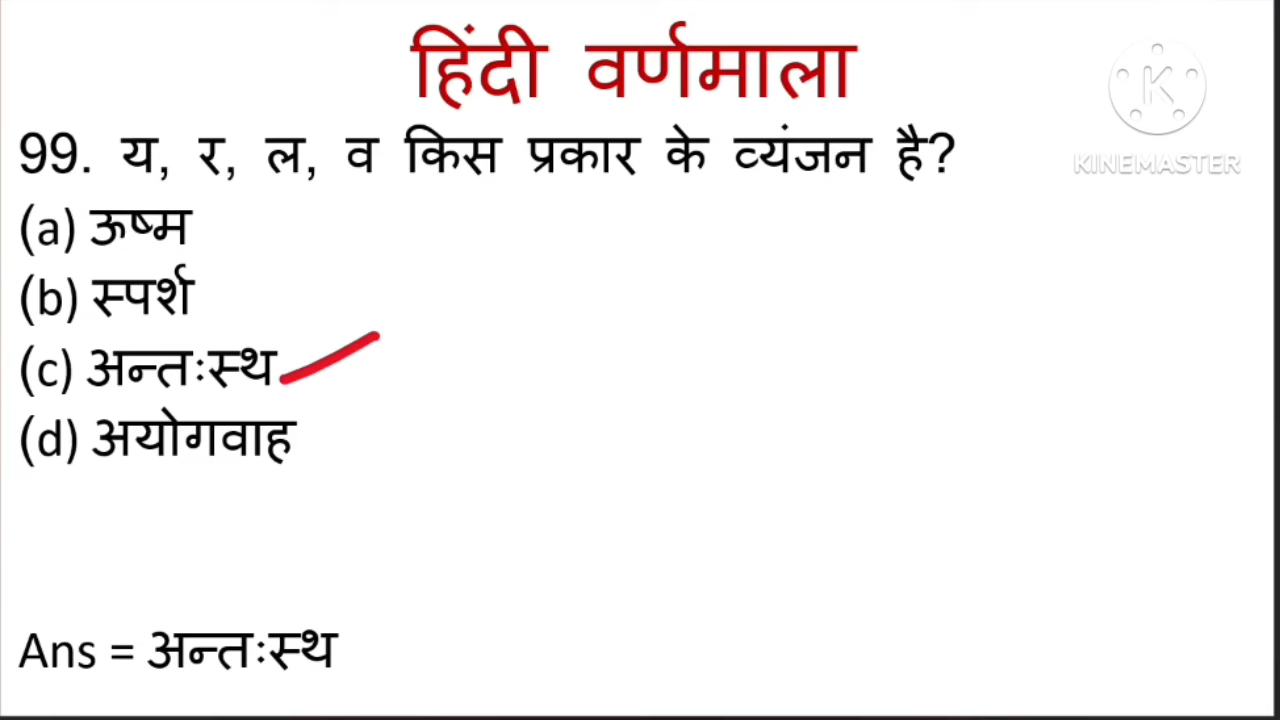 हिंदी वर्णमाला
K
KINEMASTER
99. य, र, ल, व किस प्रकार के व्यंजन है?
(a) ऊष्म
(b) स्पर्श
(c) अन्तःस्थ
(d) अयोगवाह
Ans = अन्तःस्थ